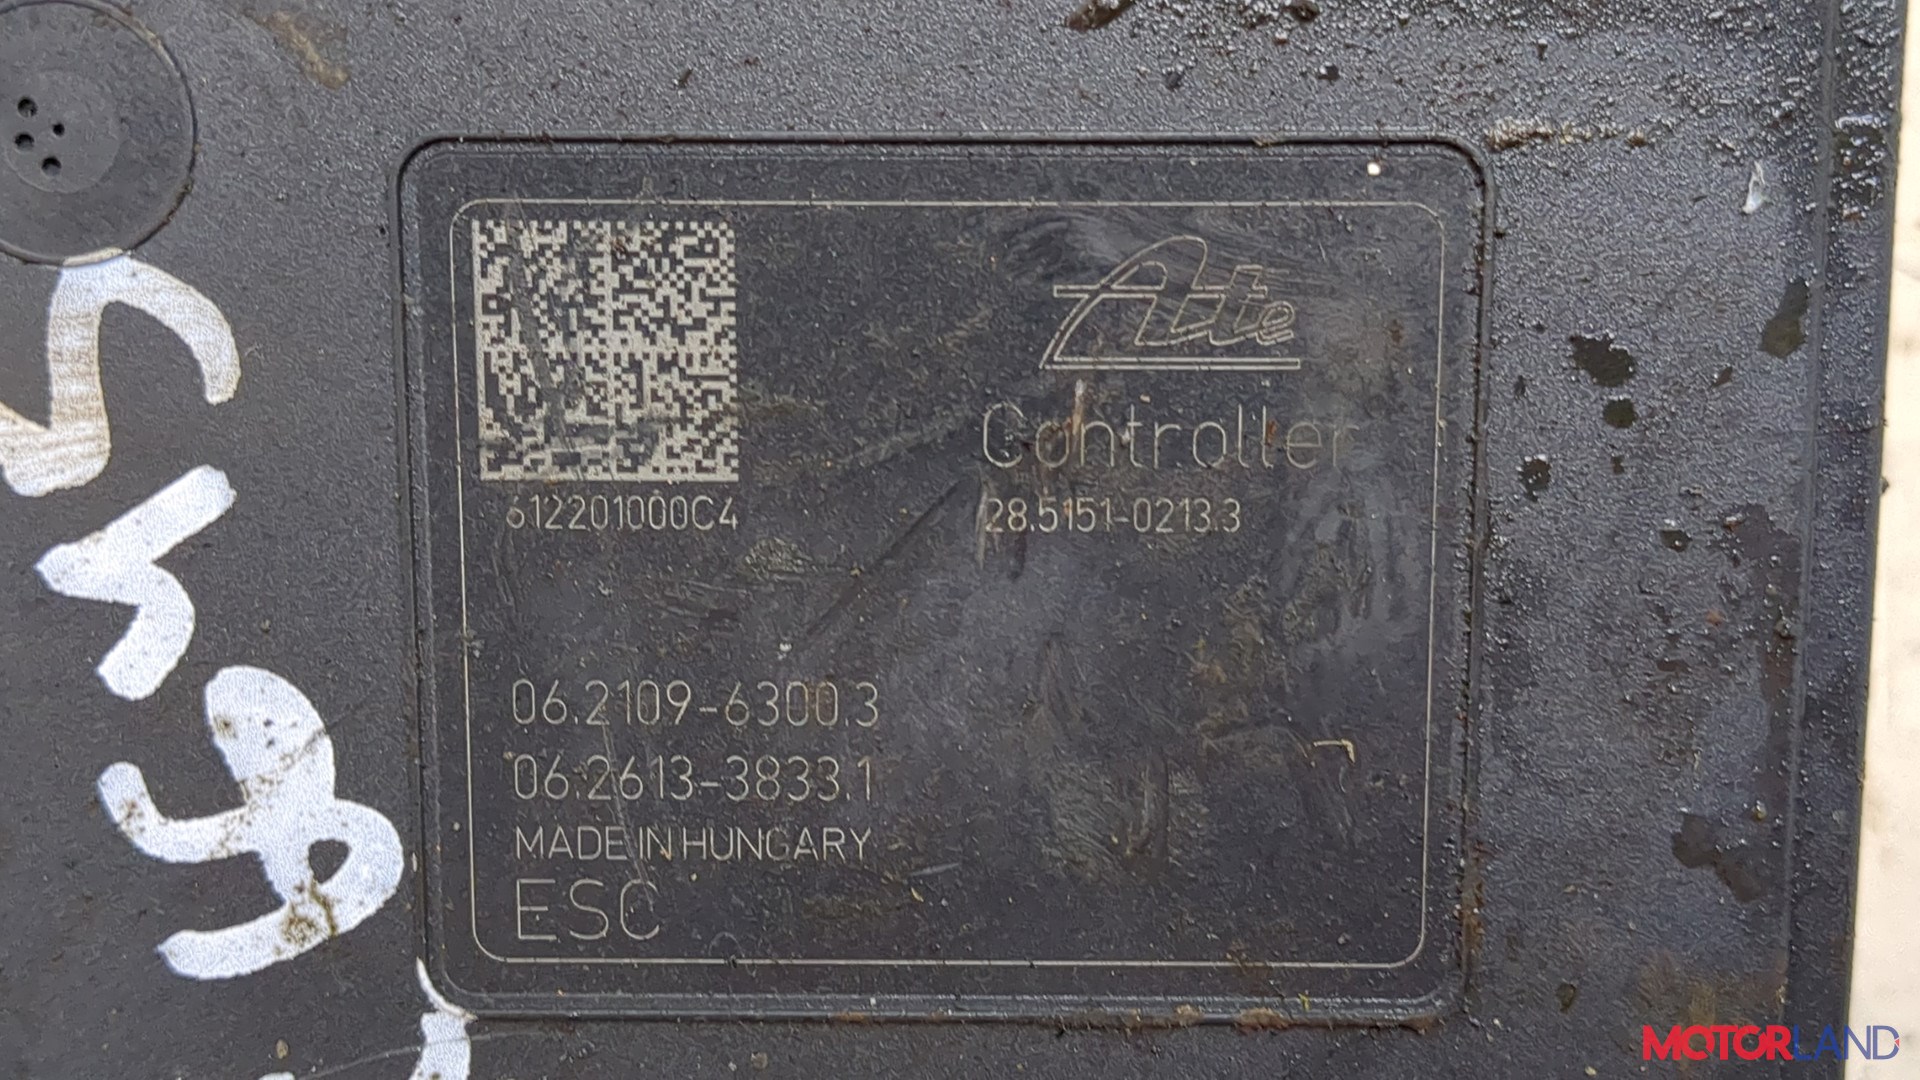 Ate
Controller
612201000C4
28.5151-0213.3
06.2109-6300.3
06.2613-3833.1
MADE IN HUNGARY
ESC
MOTORLAND